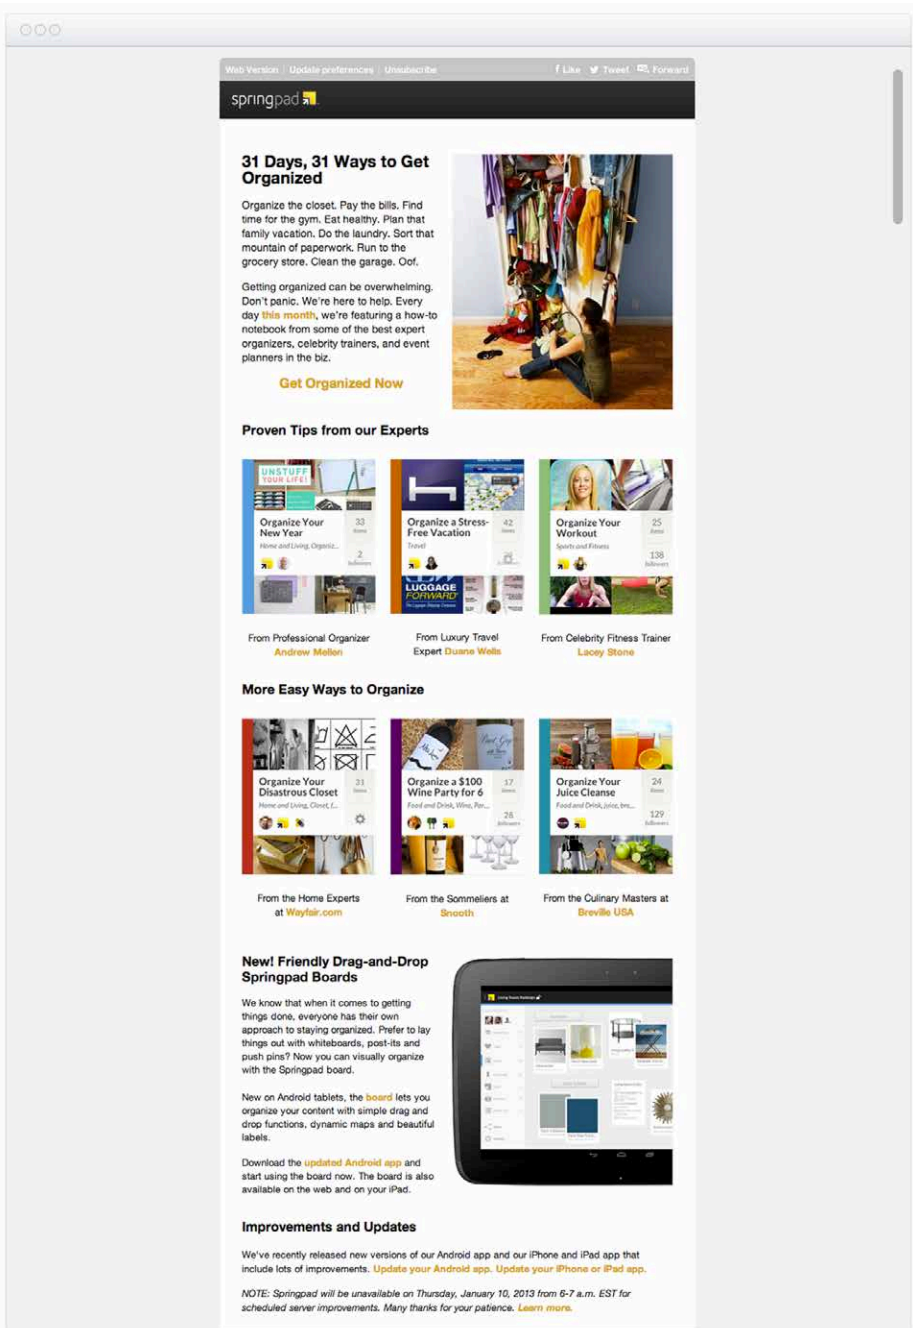 Web Version | Update preferences | Unsubscribe
Like Tweet Forward
springpad
31 Days, 31 Ways to Get
Organized
Organize the closet. Pay the bills. Find
time for the gym. Eat healthy. Plan that
family vacation. Do the laundry. Sort that
mountain of paperwork. Run to the
grocery store. Clean the garage. Oof.
Getting organized can be overwhelming.
Don't panic. We're here to help. Every
day this month, we're featuring a how-to
notebook from some of the best expert
organizers, celebrity trainers, and event
planners in the biz.
Get Organized Now
Proven Tips from our Experts
UNSTUFF
YOUR LIFE!
Organize Your
New Year
Home and Living, Organiz...
33
items
2
followers
Organize a Stress-
Free Vacation
Travel
42
items
LUGGAGE
FORWARD
Organize Your
Workout
Sports and Fitness
25
items
138
followers
From Professional Organizer
Andrew Mellen
From Luxury Travel
Expert Duane Wells
From Celebrity Fitness Trainer
Lacey Stone
More Easy Ways to Organize
Organize Your
Disastrous Closet
Home and Living, Closet, t...
31
items
Organize a $100
Wine Party for 6
Food and Drink, Wine, Par...
17
items
28
followers
Organize Your
Juice Cleanse
Food and Drink, juice, bre...
24
items
129
followers
From the Home Experts
at Wayfair.com
From the Sommeliers at
Snooth
From the Culinary Masters at
Breville USA
New! Friendly Drag-and-Drop
Springpad Boards
We know that when it comes to getting
things done, everyone has their own
approach to staying organized. Prefer to lay
things out with whiteboards, post-its and
push pins? Now you can visually organize
with the Springpad board.
New on Android tablets, the board lets you
organize your content with simple drag and
drop functions, dynamic maps and beautiful
labels.
Download the updated Android app and
start using the board now. The board is also
available on the web and on your iPad.
Improvements and Updates
We've recently released new versions of our Android app and our iPhone and iPad app that
include lots of improvements. Update your Android app. Update your iPhone or iPad app.
NOTE: Springpad will be unavailable on Thursday, January 10, 2013 from 6-7 a.m. EST for
scheduled server improvements. Many thanks for your patience. Learn more.